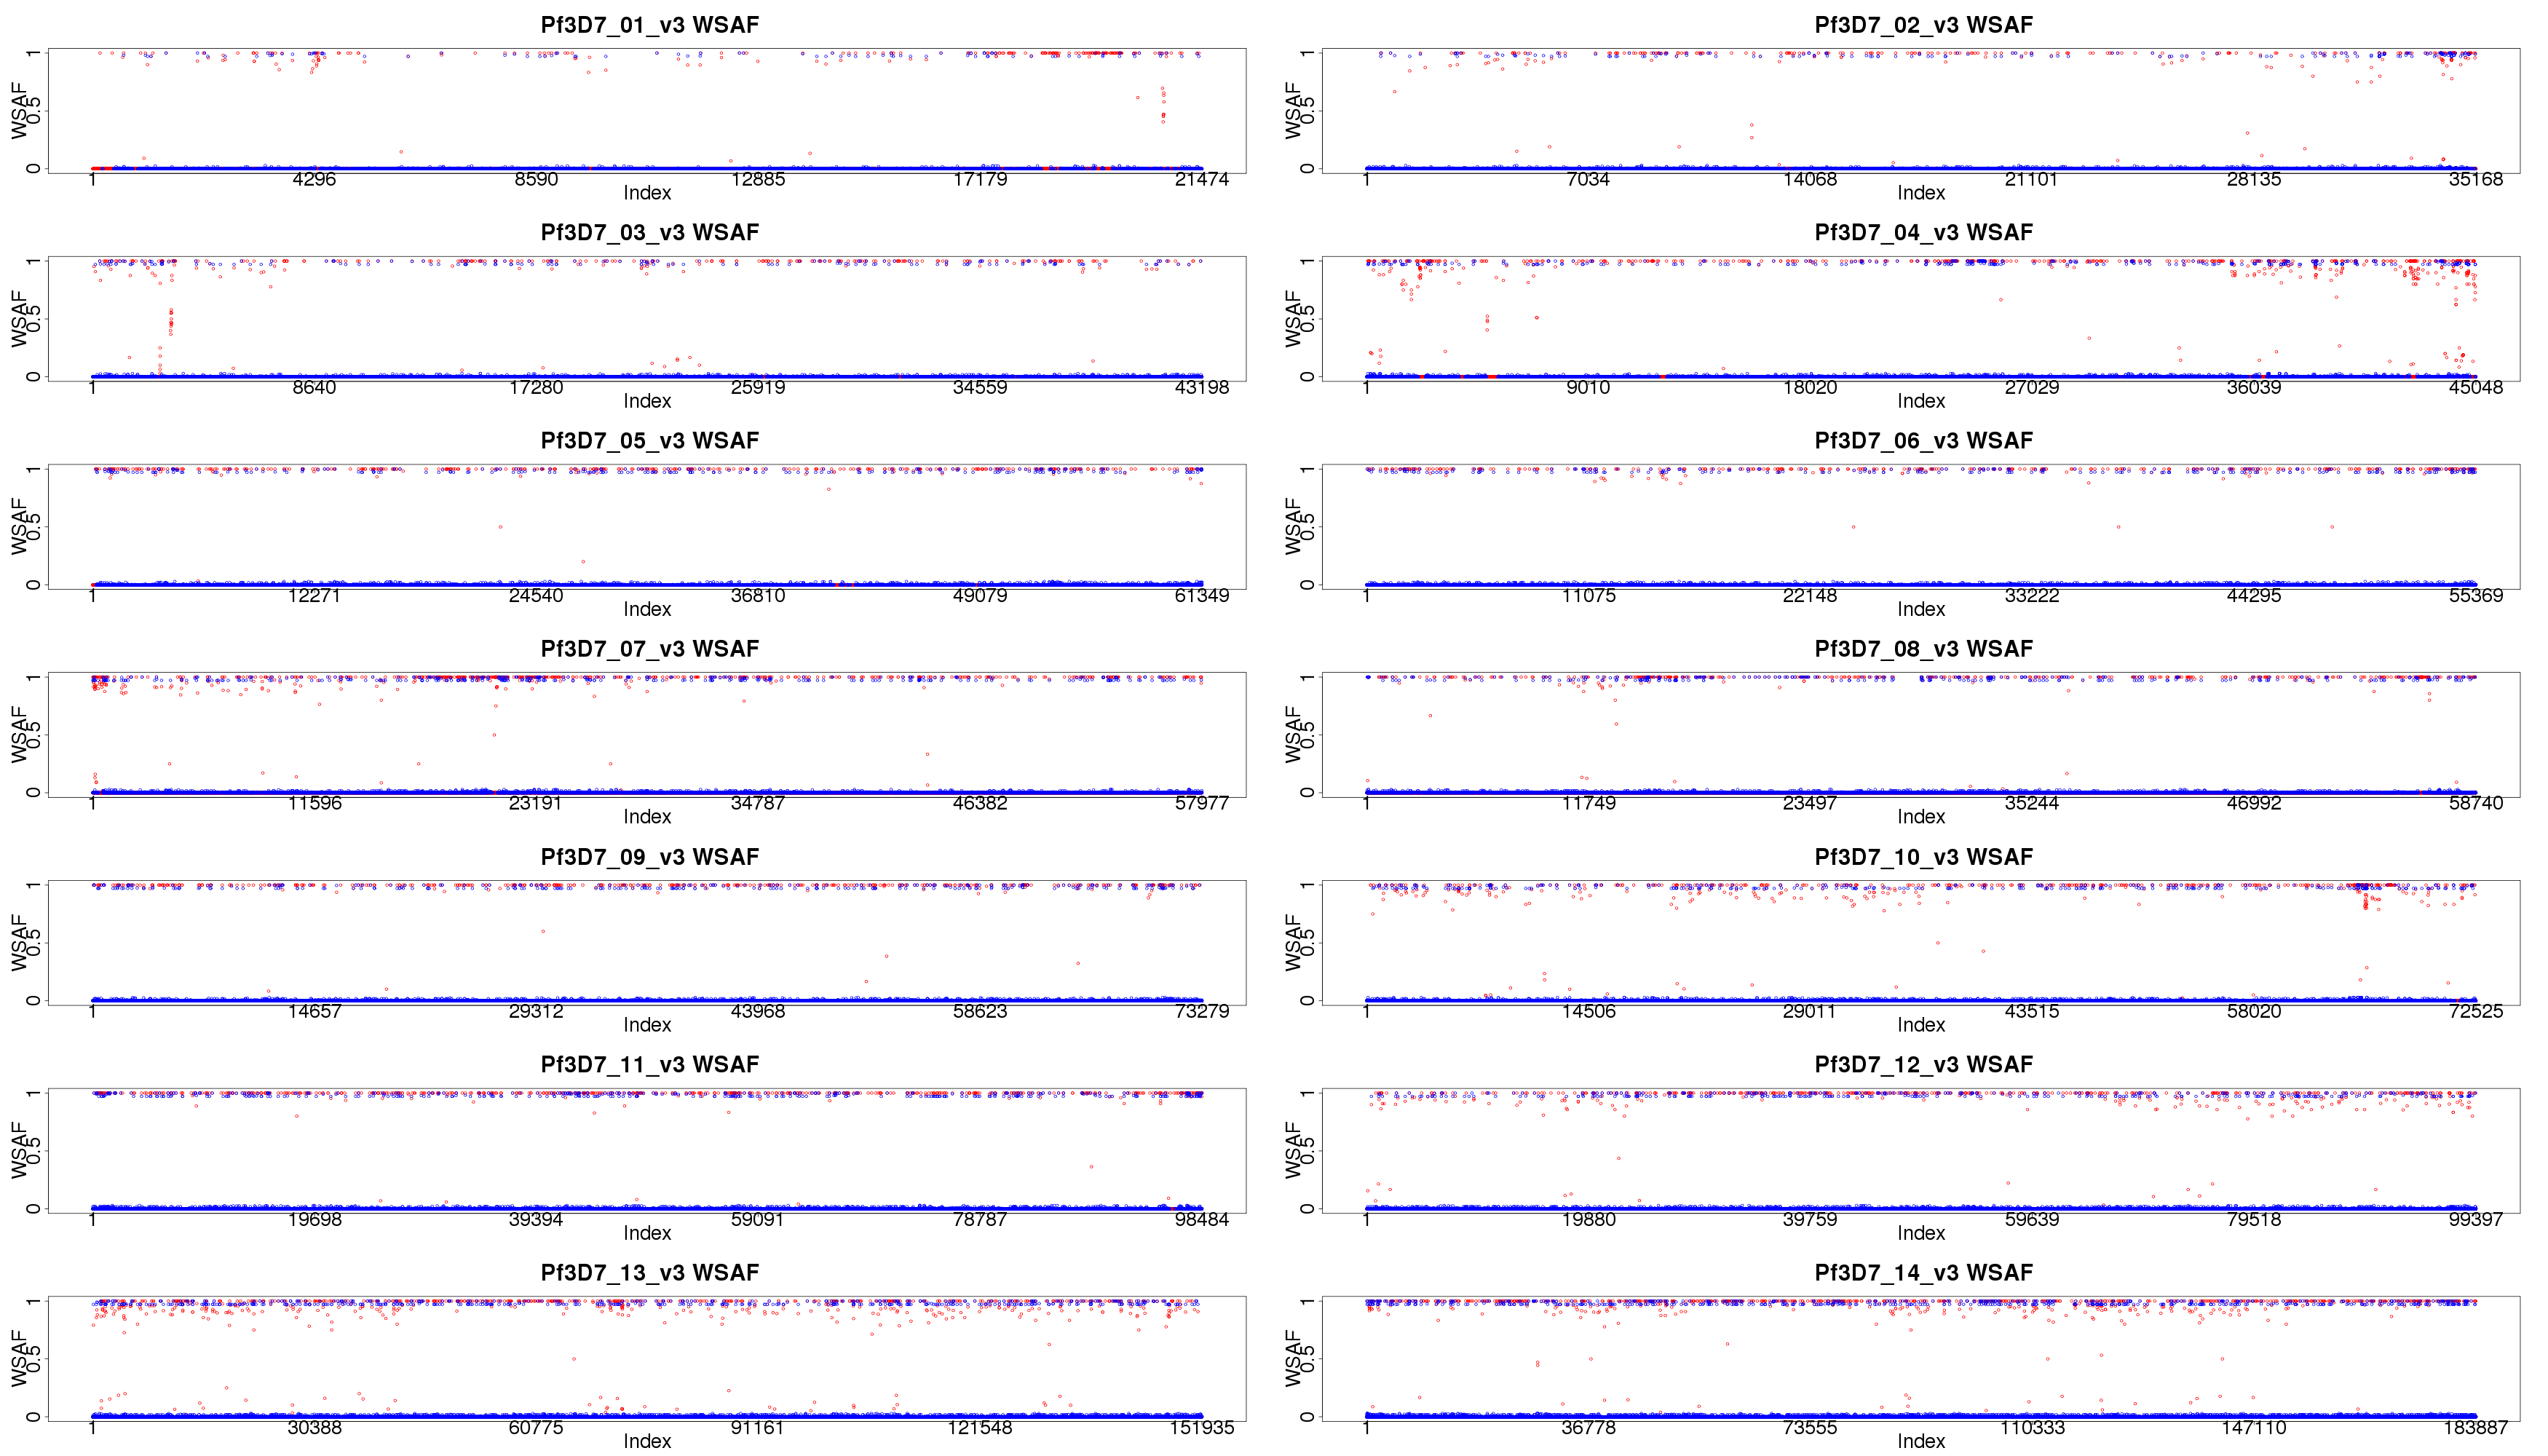 Pf3D7_01_v3 WSAF
WSAF
0 0.5 1
1 4296 8590 12885 17179 21474
Index
Pf3D7_02_v3 WSAF
WSAF
0 0.5 1
1 7034 14068 21101 28135 35168
Index
Pf3D7_03_v3 WSAF
WSAF
0 0.5 1
1 8640 17280 25919 34559 43198
Index
Pf3D7_04_v3 WSAF
WSAF
0 0.5 1
1 9010 18020 27029 36039 45048
Index
Pf3D7_05_v3 WSAF
WSAF
0 0.5 1
1 12271 24540 36810 49079 61349
Index
Pf3D7_06_v3 WSAF
WSAF
0 0.5 1
1 11075 22148 33222 44295 55369
Index
Pf3D7_07_v3 WSAF
WSAF
0 0.5 1
1 11596 23191 34787 46382 57977
Index
Pf3D7_08_v3 WSAF
WSAF
0 0.5 1
1 11749 23497 35244 46992 58740
Index
Pf3D7_09_v3 WSAF
WSAF
0 0.5 1
1 14657 29312 43968 58623 73279
Index
Pf3D7_10_v3 WSAF
WSAF
0 0.5 1
1 14506 29011 43515 58020 72525
Index
Pf3D7_11_v3 WSAF
WSAF
0 0.5 1
1 19698 39394 59091 78787 98484
Index
Pf3D7_12_v3 WSAF
WSAF
0 0.5 1
1 19880 39759 59639 79518 99397
Index
Pf3D7_13_v3 WSAF
WSAF
0 0.5 1
1 30388 60775 91161 121548 151935
Index
Pf3D7_14_v3 WSAF
WSAF
0 0.5 1
1 36778 73555 110333 147110 183887
Index